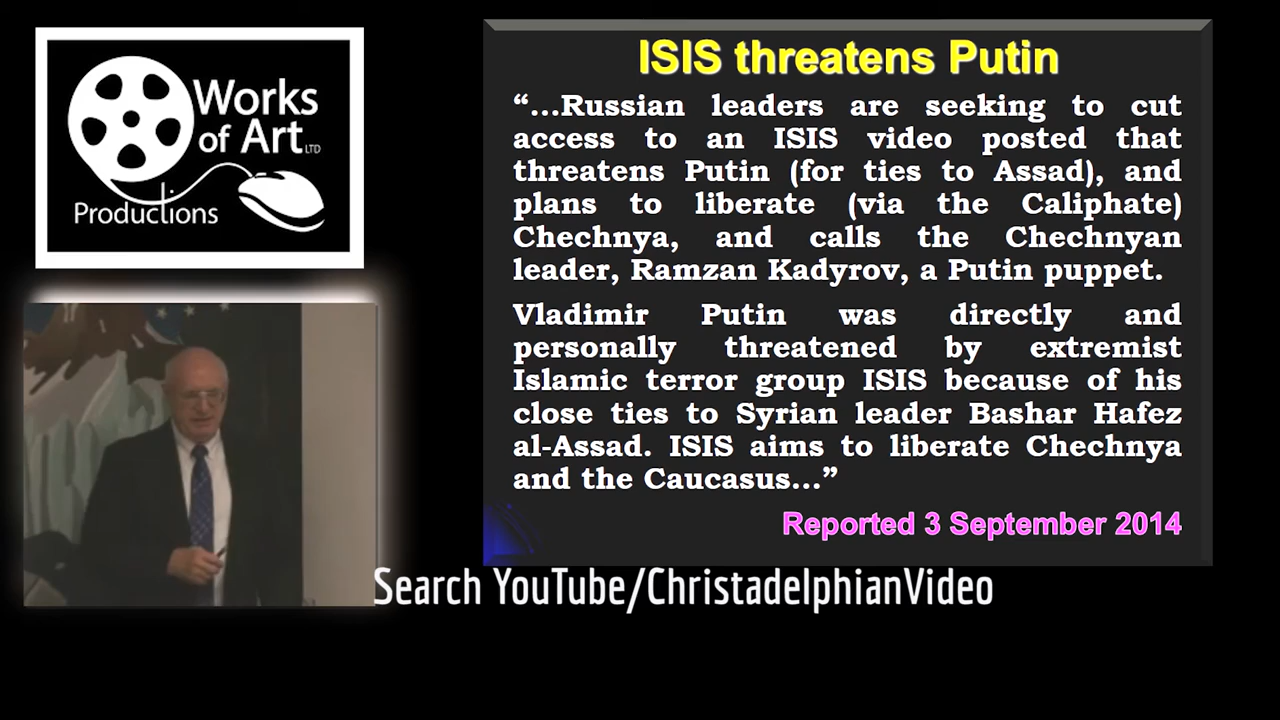 Works
of Art LTD
Productions
ISIS threatens Putin
“...Russian leaders are seeking to cut
access to an ISIS video posted that
threatens Putin (for ties to Assad), and
plans to liberate (via the Caliphate)
Chechnya, and calls the Chechnyan
leader, Ramzan Kadyrov, a Putin puppet.
Vladimir Putin was directly and
personally threatened by extremist
Islamic terror group ISIS because of his
close ties to Syrian leader Bashar Hafez
al-Assad. ISIS aims to liberate Chechnya
and the Caucasus...”
Reported 3 September 2014
Search YouTube/ChristadelphianVideo